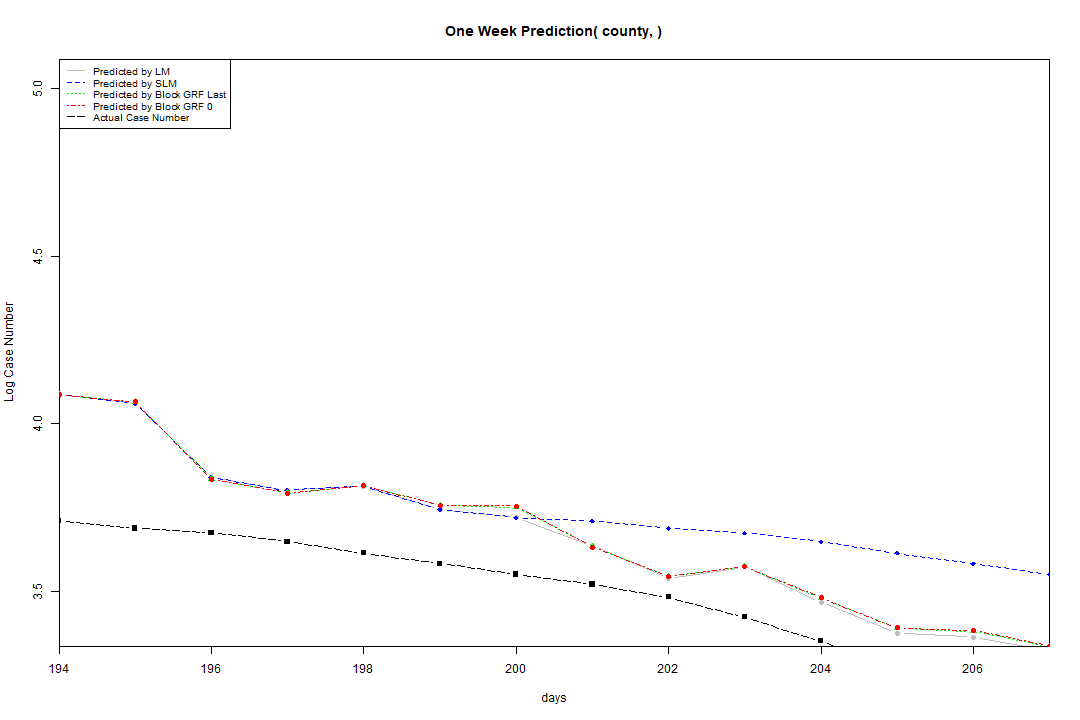 One Week Prediction( county, )
Predicted by LM
Predicted by SLM
Predicted by Block GRF Last
Predicted by Block GRF 0
Actual Case Number
5.0
4.5
4.0
3.5
Log Case Number
194 196 198 200 202 204 206
days